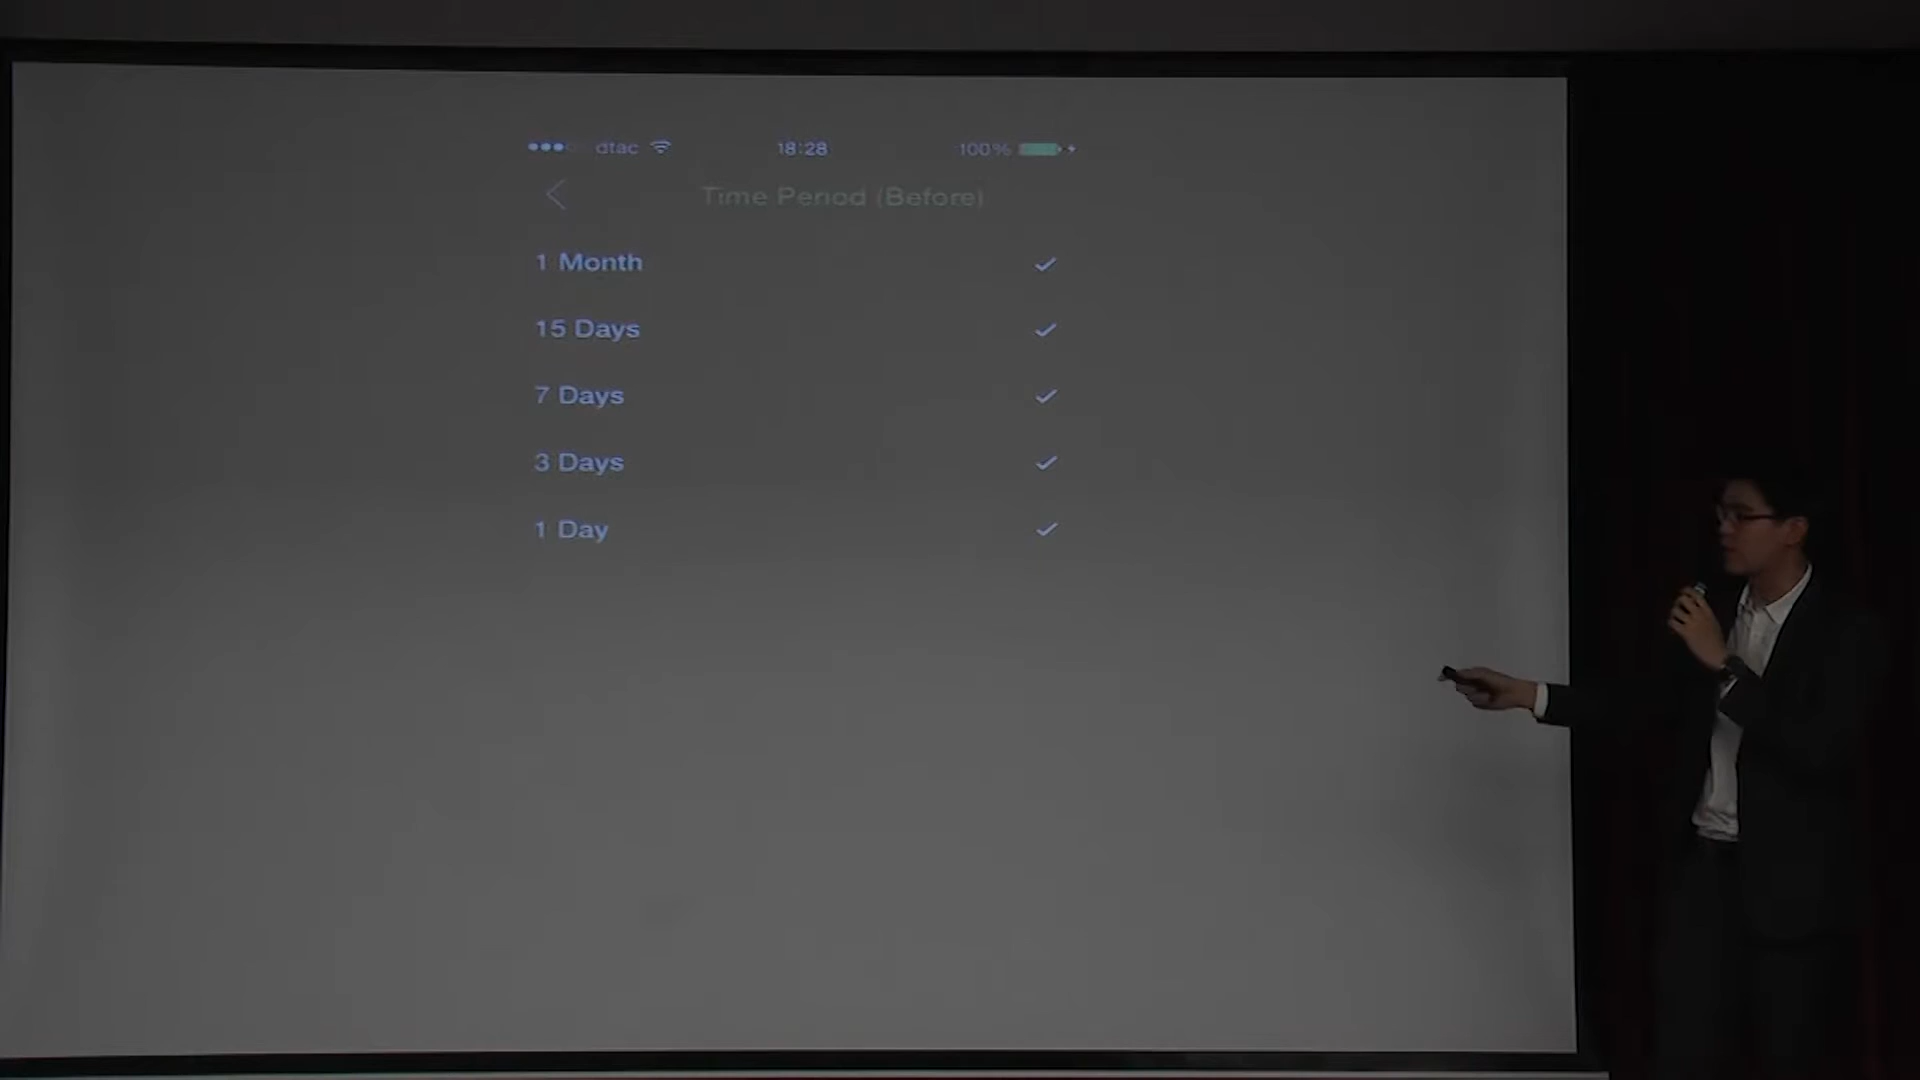 dtac 18:28 100%
Time Period (Before)
1 Month
15 Days
7 Days
3 Days
1 Day